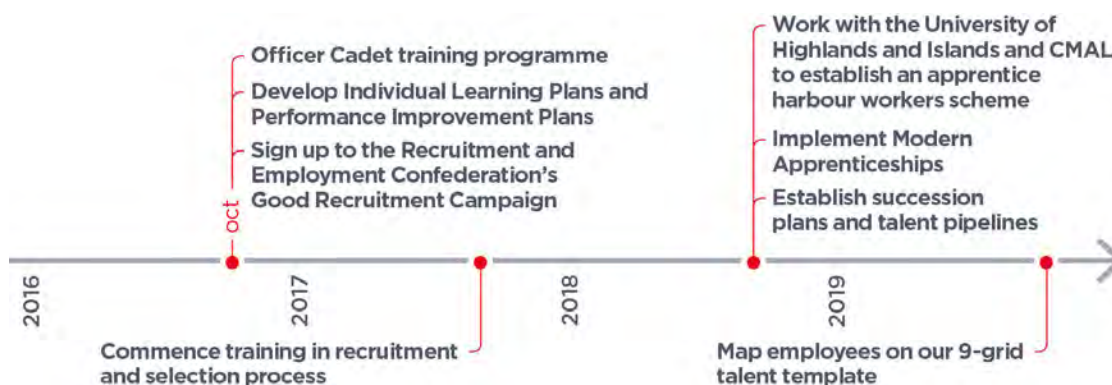 Officer Cadet training programme
Develop Individual Learning Plans and
Performance Improvement Plans
Sign up to the Recruitment and
Employment Confederation's
Good Recruitment Campaign
oct
Work with the University of
Highlands and Islands and CMAL
to establish an apprentice
harbour workers scheme
Implement Modern
Apprenticeships
Establish succession
plans and talent pipelines
2016
2017
2018
2019
Commence training in recruitment
and selection process
Map employees on our 9-grid
talent template